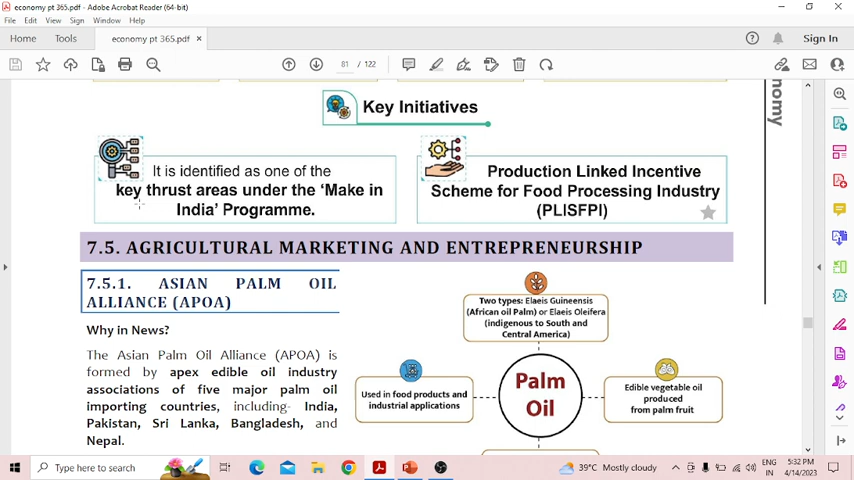 economy pt 365.pdf - Adobe Acrobat Reader (64-bit)
File Edit View Sign Window Help
Home Tools economy pt 365.pdf × Sign In
81 / 122
Key Initiatives
It is identified as one of the
key thrust areas under the ‘Make in
India’ Programme.
Production Linked Incentive
Scheme for Food Processing Industry
(PLISFPI)
nomy
7.5. AGRICULTURAL MARKETING AND ENTREPRENEURSHIP
7.5.1. ASIAN PALM OIL
ALLIANCE (APOA)
Why in News?
The Asian Palm Oil Alliance (APOA) is
formed by apex edible oil industry
associations of five major palm oil
importing countries, including- India,
Pakistan, Sri Lanka, Bangladesh, and
Nepal.
Two types: Elaeis Guineensis
(African oil Palm) or Elaeis Oleifera
(indigenous to South and
Central America)
Used in food products and
industrial applications
Palm
Oil
Edible vegetable oil
produced
from palm fruit
Type here to search
39°C Mostly cloudy
ENG
IN
5:32 PM
4/14/2023